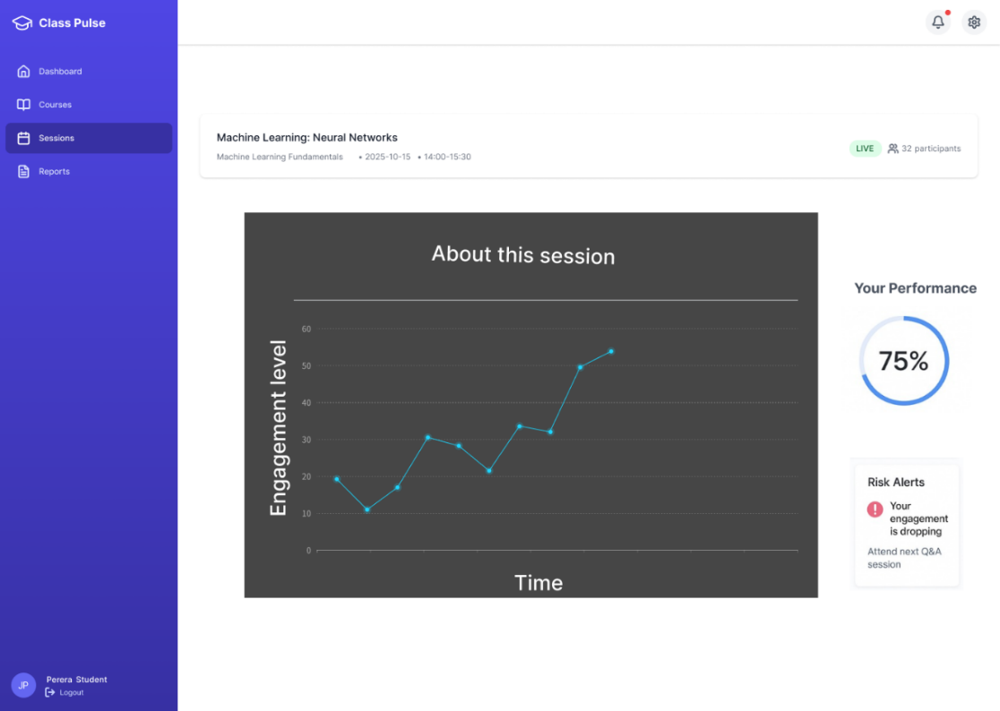 Class Pulse
Dashboard
Courses
Sessions
Reports
Machine Learning: Neural Networks
Machine Learning Fundamentals • 2025-10-15 • 14:00-15:30
LIVE
32 participants
About this session
Engagement level
60
50
40
30
20
10
0
Time
Your Performance
75%
Risk Alerts
!
Your
engagement
is dropping
Attend next Q&A
session
JP
Perera Student
Logout